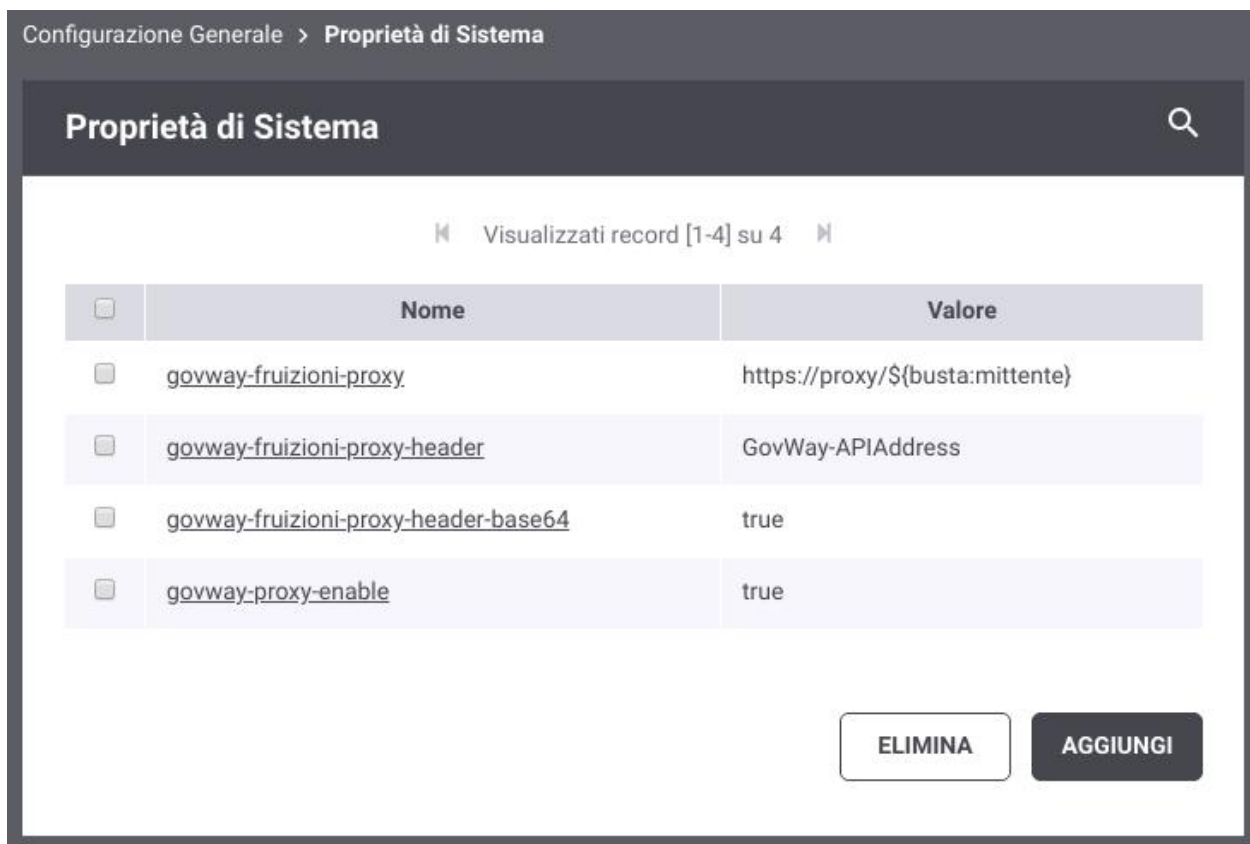 Configurazione Generale > Proprietà di Sistema
Proprietà di Sistema
Visualizzati record [1-4] su 4
Nome Valore
govway-fruizioni-proxy https://proxy/${busta:mittente}
govway-fruizioni-proxy-header GovWay-APIAddress
govway-fruizioni-proxy-header-base64 true
govway-proxy-enable true
ELIMINA AGGIUNGI